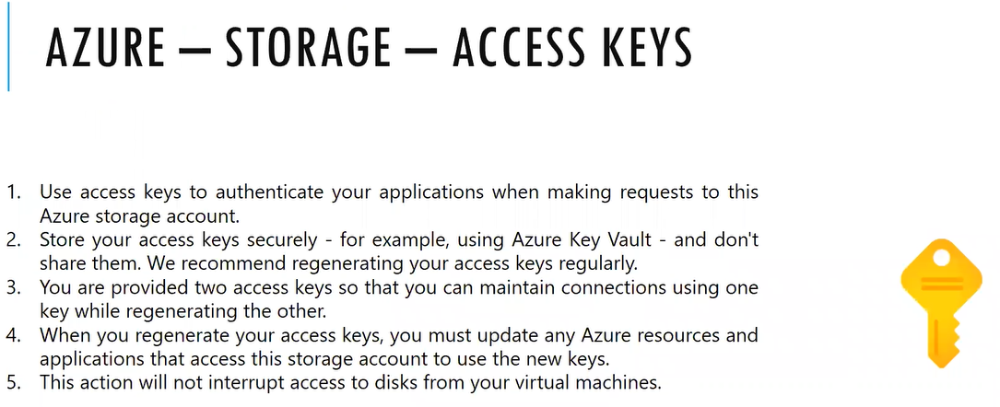 AZURE – STORAGE – ACCESS KEYS
1. Use access keys to authenticate your applications when making requests to this
Azure storage account.
2. Store your access keys securely - for example, using Azure Key Vault - and don't
share them. We recommend regenerating your access keys regularly.
3. You are provided two access keys so that you can maintain connections using one
key while regenerating the other.
4. When you regenerate your access keys, you must update any Azure resources and
applications that access this storage account to use the new keys.
5. This action will not interrupt access to disks from your virtual machines.